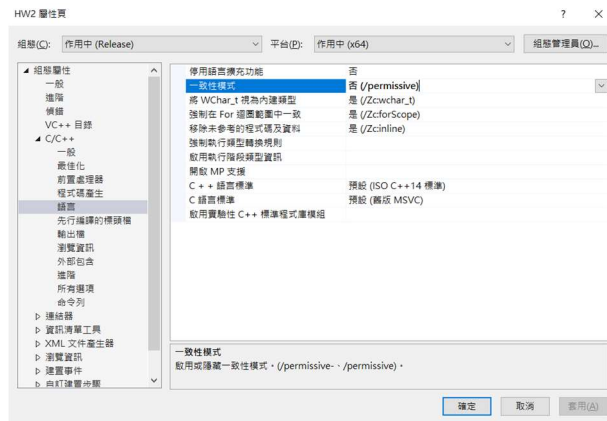 HW2 屬性頁
? ×
組態(C): 作用中 (Release) 平台(P): 作用中 (x64) 組態管理員(O)...
組態屬性
一般
進階
偵錯
VC++ 目錄
C/C++
一般
最佳化
前置處理器
程式碼產生
語言
先行編譯的標頭檔
輸出檔
瀏覽資訊
外部包含
進階
所有選項
命令列
連結器
資訊清單工具
XML 文件產生器
瀏覽資訊
建置事件
自訂建置步驟
停用語言擴充功能 否
一致性模式 否 (/permissive)
將 WChar_t 視為內建類型 是 (/Zc:wchar_t)
強制在 For 迴圈範圍中一致 是 (/Zc:forScope)
移除未參考的程式碼及資料 是 (/Zc:inline)
強制執行類型轉換規則
啟用執行階段類型資訊
開啟 MP 支援
C + + 語言標準 預設 (ISO C++14 標準)
C 語言標準 預設 (舊版 MSVC)
啟用實驗性 C++ 標準程式庫模組
一致性模式
啟用或隱藏一致性模式。(/permissive-、/permissive)。
確定 取消 套用(A)